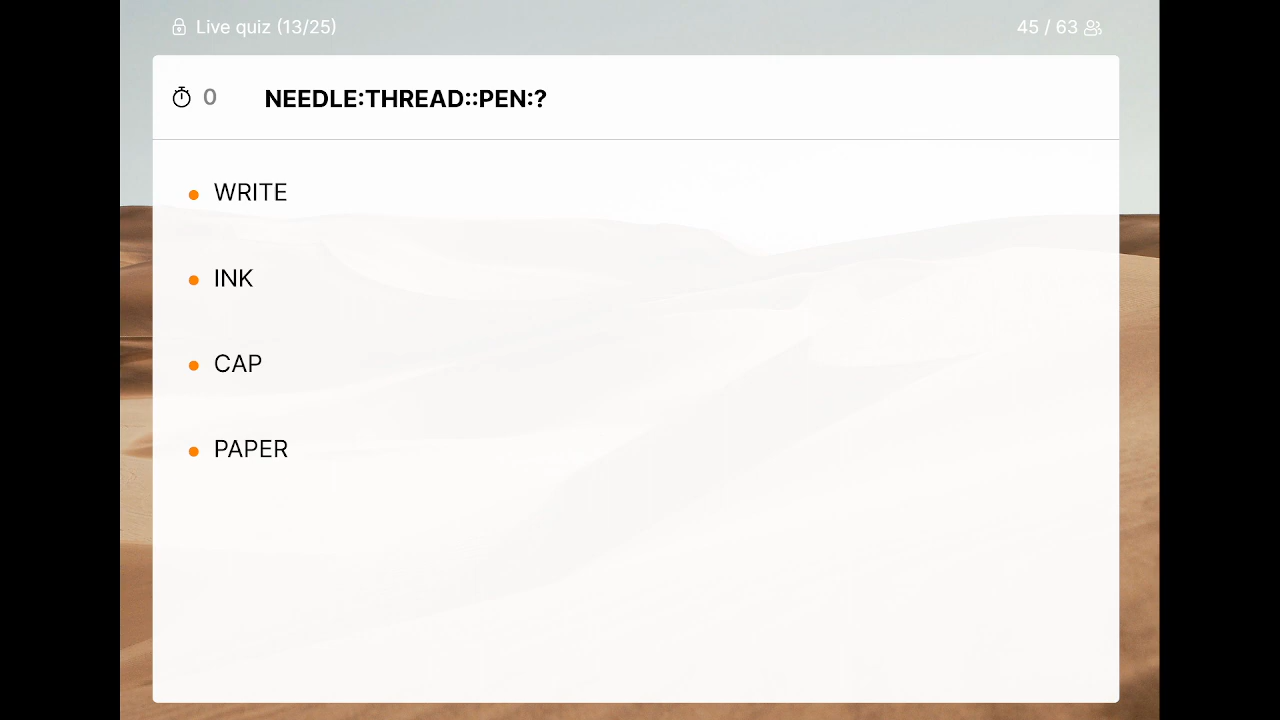 Live quiz (13/25)
45 / 63
0
NEEDLE:THREAD::PEN:?
WRITE
INK
CAP
PAPER